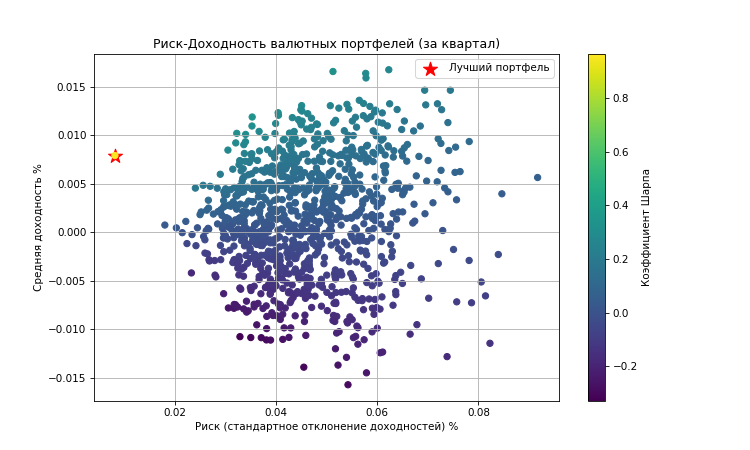 Риск-Доходность валютных портфелей (за квартал)
Лучший портфель
Средняя доходность %
0.015
0.010
0.005
0.000
−0.005
−0.010
−0.015
0.02 0.04 0.06 0.08
Риск (стандартное отклонение доходностей) %
0.8
0.6
0.4
0.2
0.0
−0.2
Коэффициент Шарпа